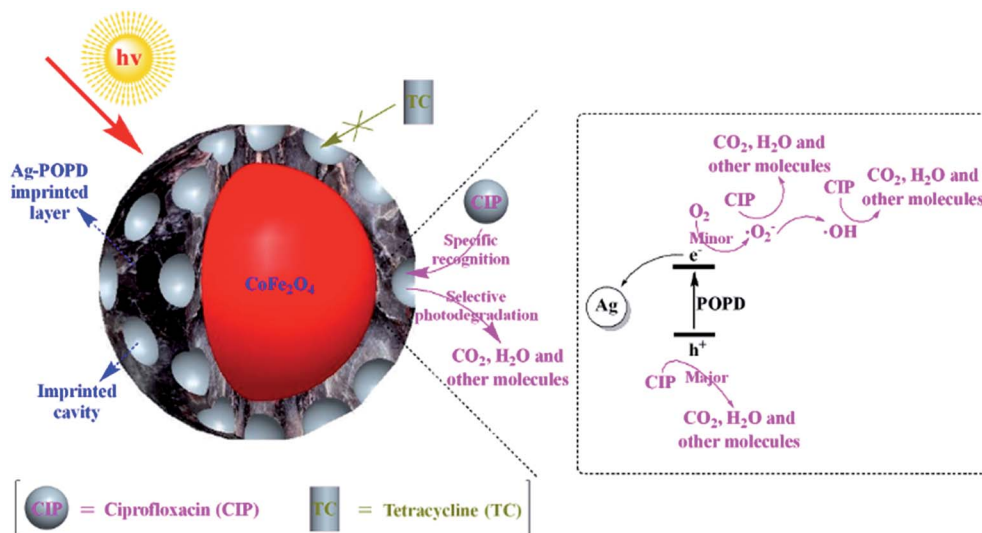 hν
TC
Ag-POPD
imprinted
layer
CIP
Specific
recognition
CoFe₂O₄
Selective
photodegradation
CO₂, H₂O and
other molecules
Imprinted
cavity
CO₂, H₂O and
other molecules
CIP
CIP
CO₂, H₂O and
other molecules
O₂
Minor
·O₂⁻
·OH
e⁻
Ag
POPD
h⁺
CIP
Major
CO₂, H₂O and
other molecules
CIP = Ciprofloxacin (CIP)
TC = Tetracycline (TC)